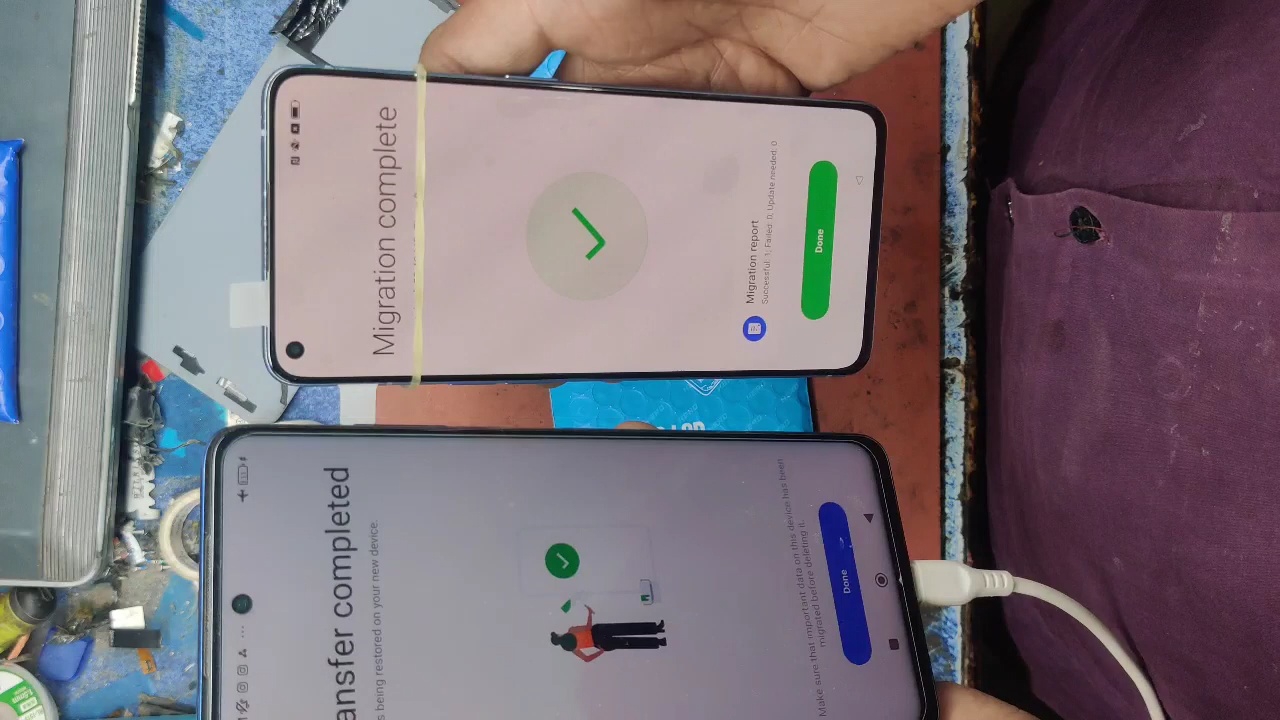 Migration complete
Migration report
Successful: 1, Failed: 0, Update needed: 0
Done
ansfer completed
s being restored on your new device.
Make sure that important data on this device has been
migrated before deleting it.
Done